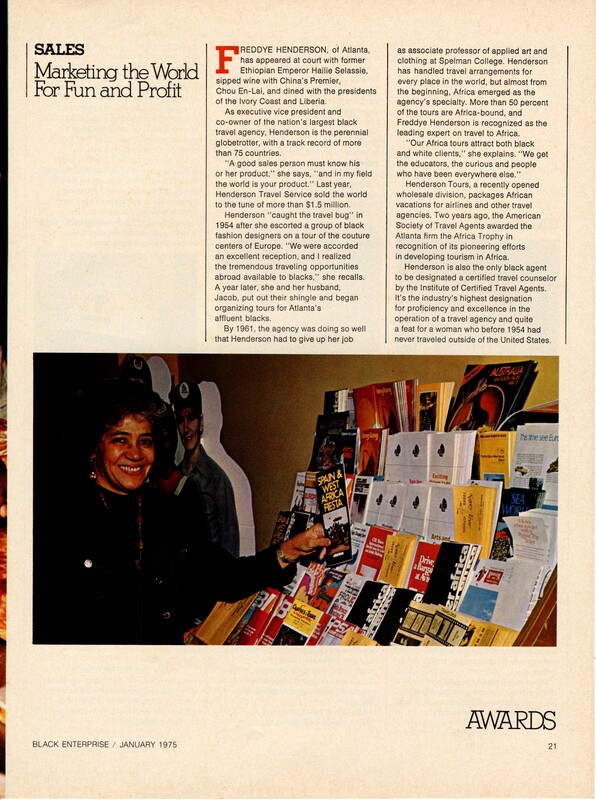 SALES
Marketing the World
For Fun and Profit
FREDDYE HENDERSON, of Atlanta,
has appeared at court with former
Ethiopian Emperor Hailie Selassie,
sipped wine with China's Premier,
Chou En-Lai, and dined with the presidents
of the Ivory Coast and Liberia.
As executive vice president and
co-owner of the nation's largest black
travel agency, Henderson is the perennial
globetrotter, with a track record of more
than 75 countries.
"A good sales person must know his
or her product," she says, "and in my field
the world is your product." Last year,
Henderson Travel Service sold the world
to the tune of more than $1.5 million.
Henderson "caught the travel bug" in
1954 after she escorted a group of black
fashion designers on a tour of the couture
centers of Europe. "We were accorded
an excellent reception, and I realized
the tremendous traveling opportunities
abroad available to blacks," she recalls.
A year later, she and her husband,
Jacob, put out their shingle and began
organizing tours for Atlanta's
affluent blacks.
By 1961, the agency was doing so well
that Henderson had to give up her job
as associate professor of applied art and
clothing at Spelman College. Henderson
has handled travel arrangements for
every place in the world, but almost from
the beginning, Africa emerged as the
agency's specialty. More than 50 percent
of the tours are Africa-bound, and
Freddye Henderson is recognized as the
leading expert on travel to Africa.
"Our Africa tours attract both black
and white clients," she explains. "We get
the educators, the curious and people
who have been everywhere else."
Henderson Tours, a recently opened
wholesale division, packages African
vacations for airlines and other travel
agencies. Two years ago, the American
Society of Travel Agents awarded the
Atlanta firm the Africa Trophy in
recognition of its pioneering efforts
in developing tourism in Africa.
Henderson is also the only black agent
to be designated a certified travel counselor
by the Institute of Certified Travel Agents.
It's the industry's highest designation
for proficiency and excellence in the
operation of a travel agency and quite
a feat for a woman who before 1954 had
never traveled outside of the United States.
AUSTRALIA
SPAIN &
WEST
AFRICA
FIESTA
SEA
Exciting
Drive
a Bargain
africa
AWARDS
BLACK ENTERPRISE / JANUARY 1975
21